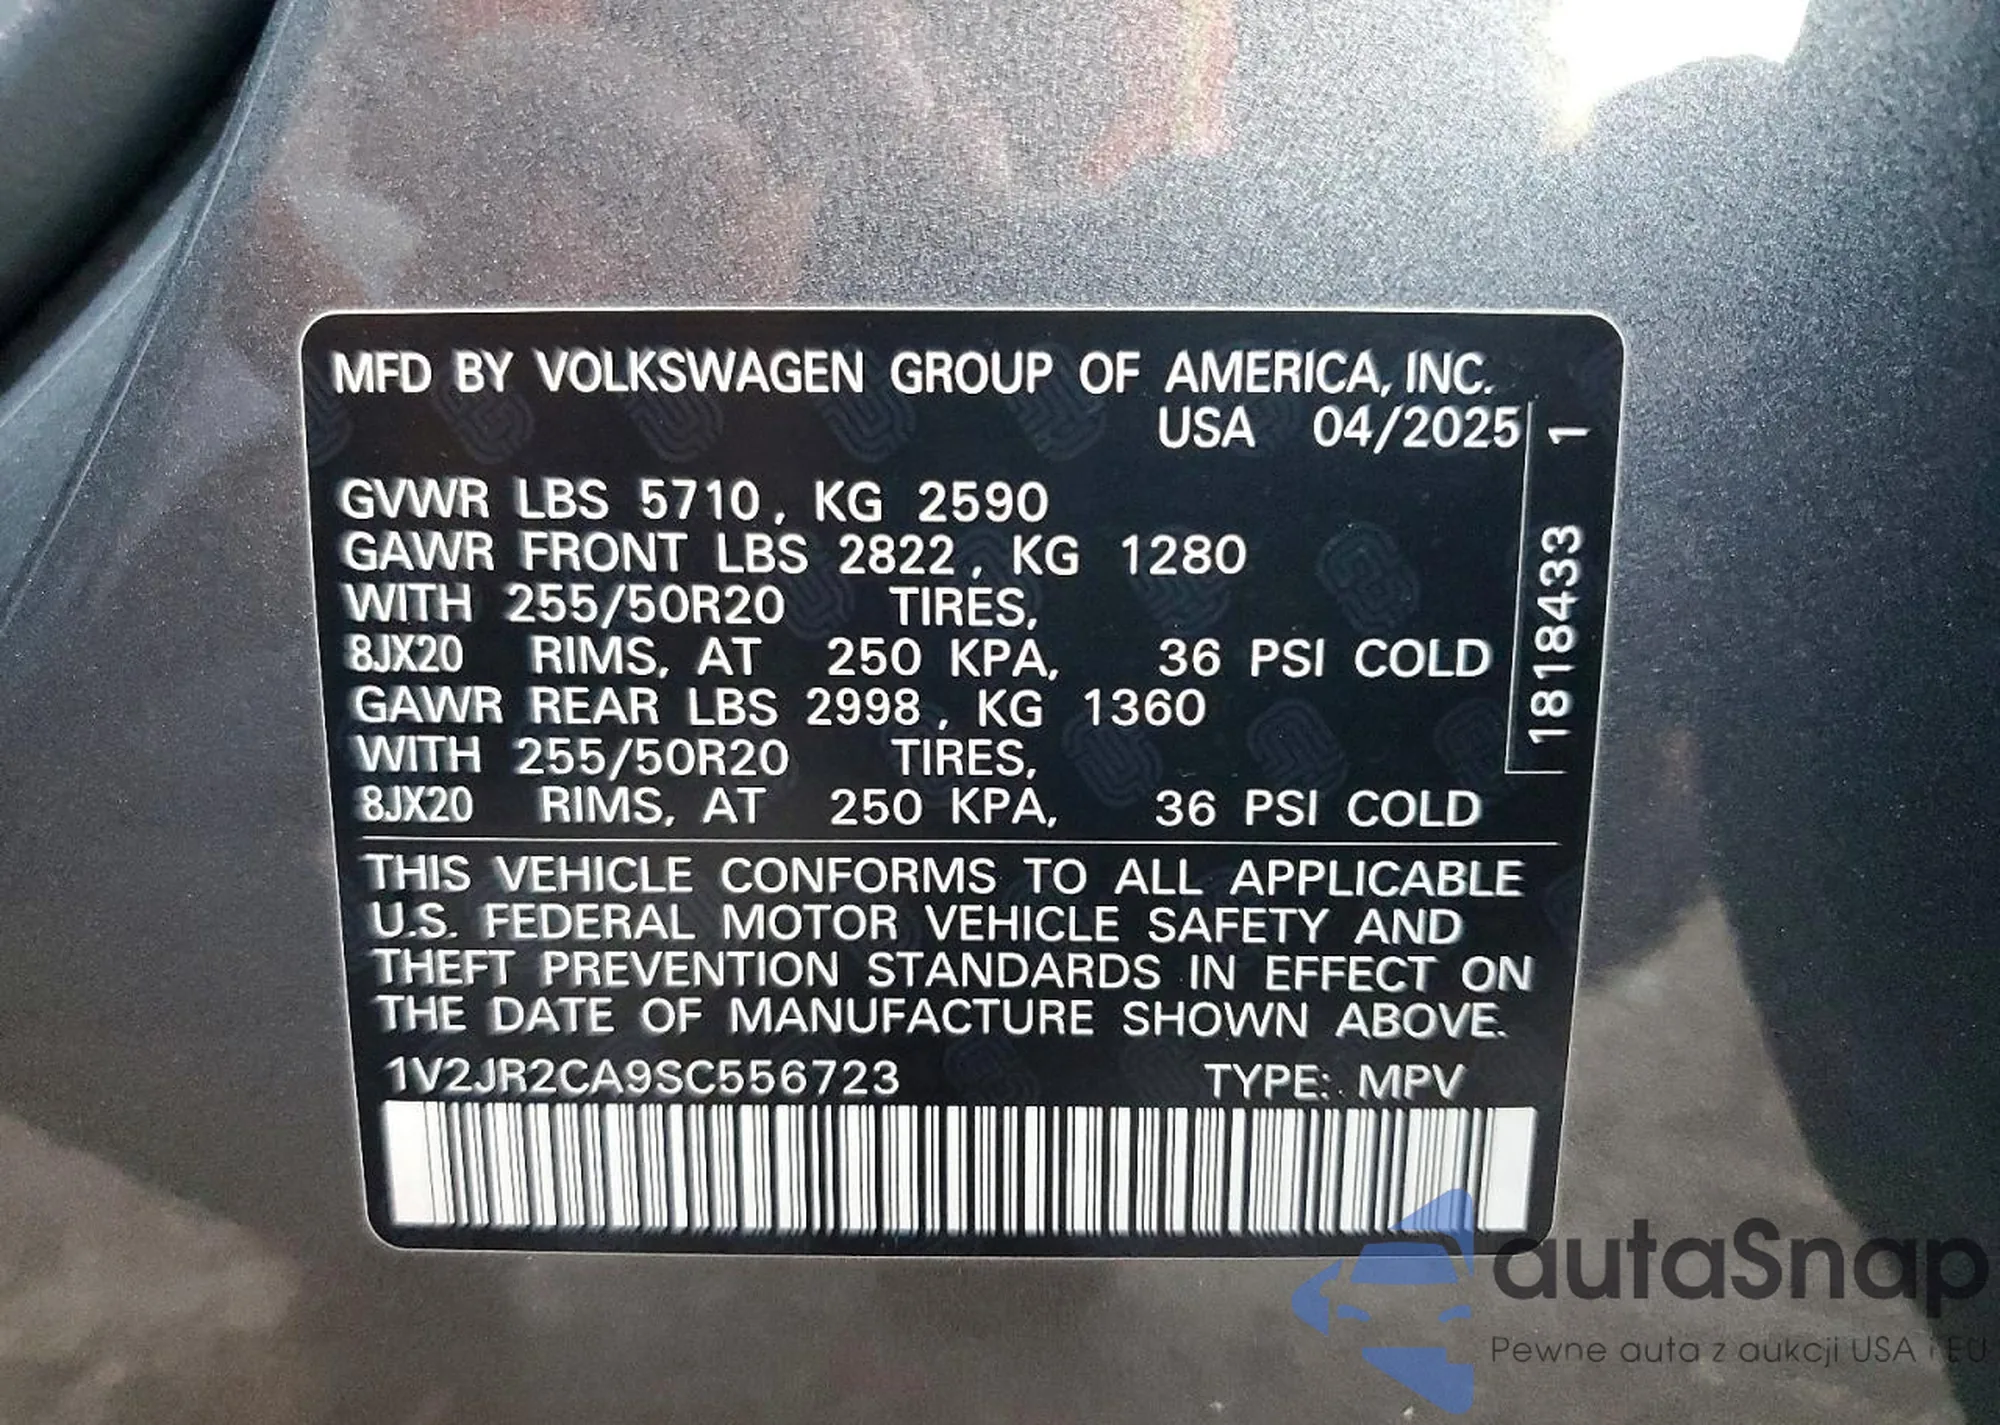 MFD BY VOLKSWAGEN GROUP OF AMERICA, INC.
USA 04/2025
GVWR LBS 5710, KG 2590
GAWR FRONT LBS 2822, KG 1280
WITH 255/50R20 TIRES,
8JX20 RIMS, AT 250 KPA, 36 PSI COLD
GAWR REAR LBS 2998, KG 1360
WITH 255/50R20 TIRES,
8JX20 RIMS, AT 250 KPA, 36 PSI COLD
THIS VEHICLE CONFORMS TO ALL APPLICABLE
U.S. FEDERAL MOTOR VEHICLE SAFETY AND
THEFT PREVENTION STANDARDS IN EFFECT ON
THE DATE OF MANUFACTURE SHOWN ABOVE.
1V2JR2CA9SC556723 TYPE: MPV
1818433 1
autaSnap
Pewne auta z aukcji USA i EU